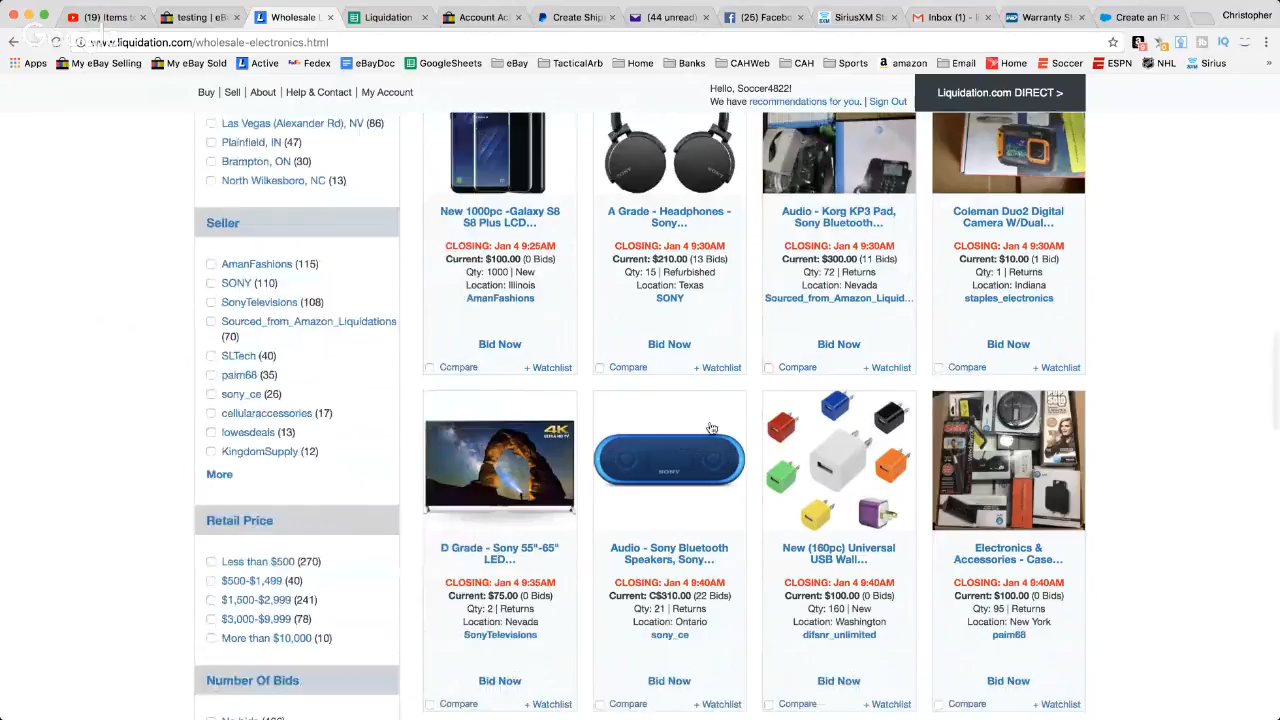 YouTube items t
testing | eBay
Wholesale L
Liquidation
Account Ac
Create Ship
(44 unread)
(25) Facebo
SiriusXM
Gmail Inbox (1)
Warranty St
Create an R
Christopher
www.liquidation.com/wholesale-electronics.html
Apps
My eBay Selling
My eBay Sold
Active
Fedex
eBayDoc
GoogleSheets
eBay
TacticalArb
Home
Banks
CAHWeb
CAH
Sports
amazon
Email
Home
Soccer
ESPN
NHL
Sirius
»
Buy | Sell | About | Help & Contact | My Account
Hello, Soccer4822!
We have recommendations for you. | Sign Out
Liquidation.com DIRECT >
Las Vegas (Alexander Rd), NV (86)
Plainfield, IN (47)
Brampton, ON (30)
North Wilkesboro, NC (13)
Seller
AmanFashions (115)
SONY (110)
SonyTelevisions (108)
Sourced_from_Amazon_Liquidations
(70)
SLTech (40)
paim68 (35)
sony_ce (26)
cellularaccessories (17)
lowesdeals (13)
KingdomSupply (12)
More
Retail Price
Less than $500 (270)
$500-$1,499 (40)
$1,500-$2,999 (241)
$3,000-$9,999 (78)
More than $10,000 (10)
Number Of Bids
New 1000pc -Galaxy S8
S8 Plus LCD...
CLOSING: Jan 4 9:25AM
Current: $100.00 (0 Bids)
Qty: 1000 | New
Location: Illinois
AmanFashions
Bid Now
Compare
+ Watchlist
A Grade - Headphones -
Sony...
CLOSING: Jan 4 9:30AM
Current: $210.00 (13 Bids)
Qty: 15 | Refurbished
Location: Texas
SONY
Bid Now
Compare
+ Watchlist
Audio - Korg KP3 Pad,
Sony Bluetooth...
CLOSING: Jan 4 9:30AM
Current: $300.00 (11 Bids)
Qty: 72 | Returns
Location: Nevada
Sourced_from_Amazon_Liquid...
Bid Now
Compare
+ Watchlist
Coleman Duo2 Digital
Camera W/Dual...
CLOSING: Jan 4 9:30AM
Current: $10.00 (1 Bid)
Qty: 1 | Returns
Location: Indiana
staples_electronics
Bid Now
Compare
+ Watchlist
4K
SONY
D Grade - Sony 55"-65"
LED...
CLOSING: Jan 4 9:35AM
Current: $75.00 (0 Bids)
Qty: 2 | Returns
Location: Nevada
SonyTelevisions
Bid Now
Compare
+ Watchlist
Audio - Sony Bluetooth
Speakers, Sony...
CLOSING: Jan 4 9:40AM
Current: C$310.00 (22 Bids)
Qty: 21 | Returns
Location: Ontario
sony_ce
Bid Now
Compare
+ Watchlist
New (160pc) Universal
USB Wall...
CLOSING: Jan 4 9:40AM
Current: $100.00 (0 Bids)
Qty: 160 | New
Location: Washington
difsnr_unlimited
Bid Now
Compare
+ Watchlist
Electronics &
Accessories - Case...
CLOSING: Jan 4 9:40AM
Current: $100.00 (0 Bids)
Qty: 95 | Returns
Location: New York
paim68
Bid Now
Compare
+ Watchlist